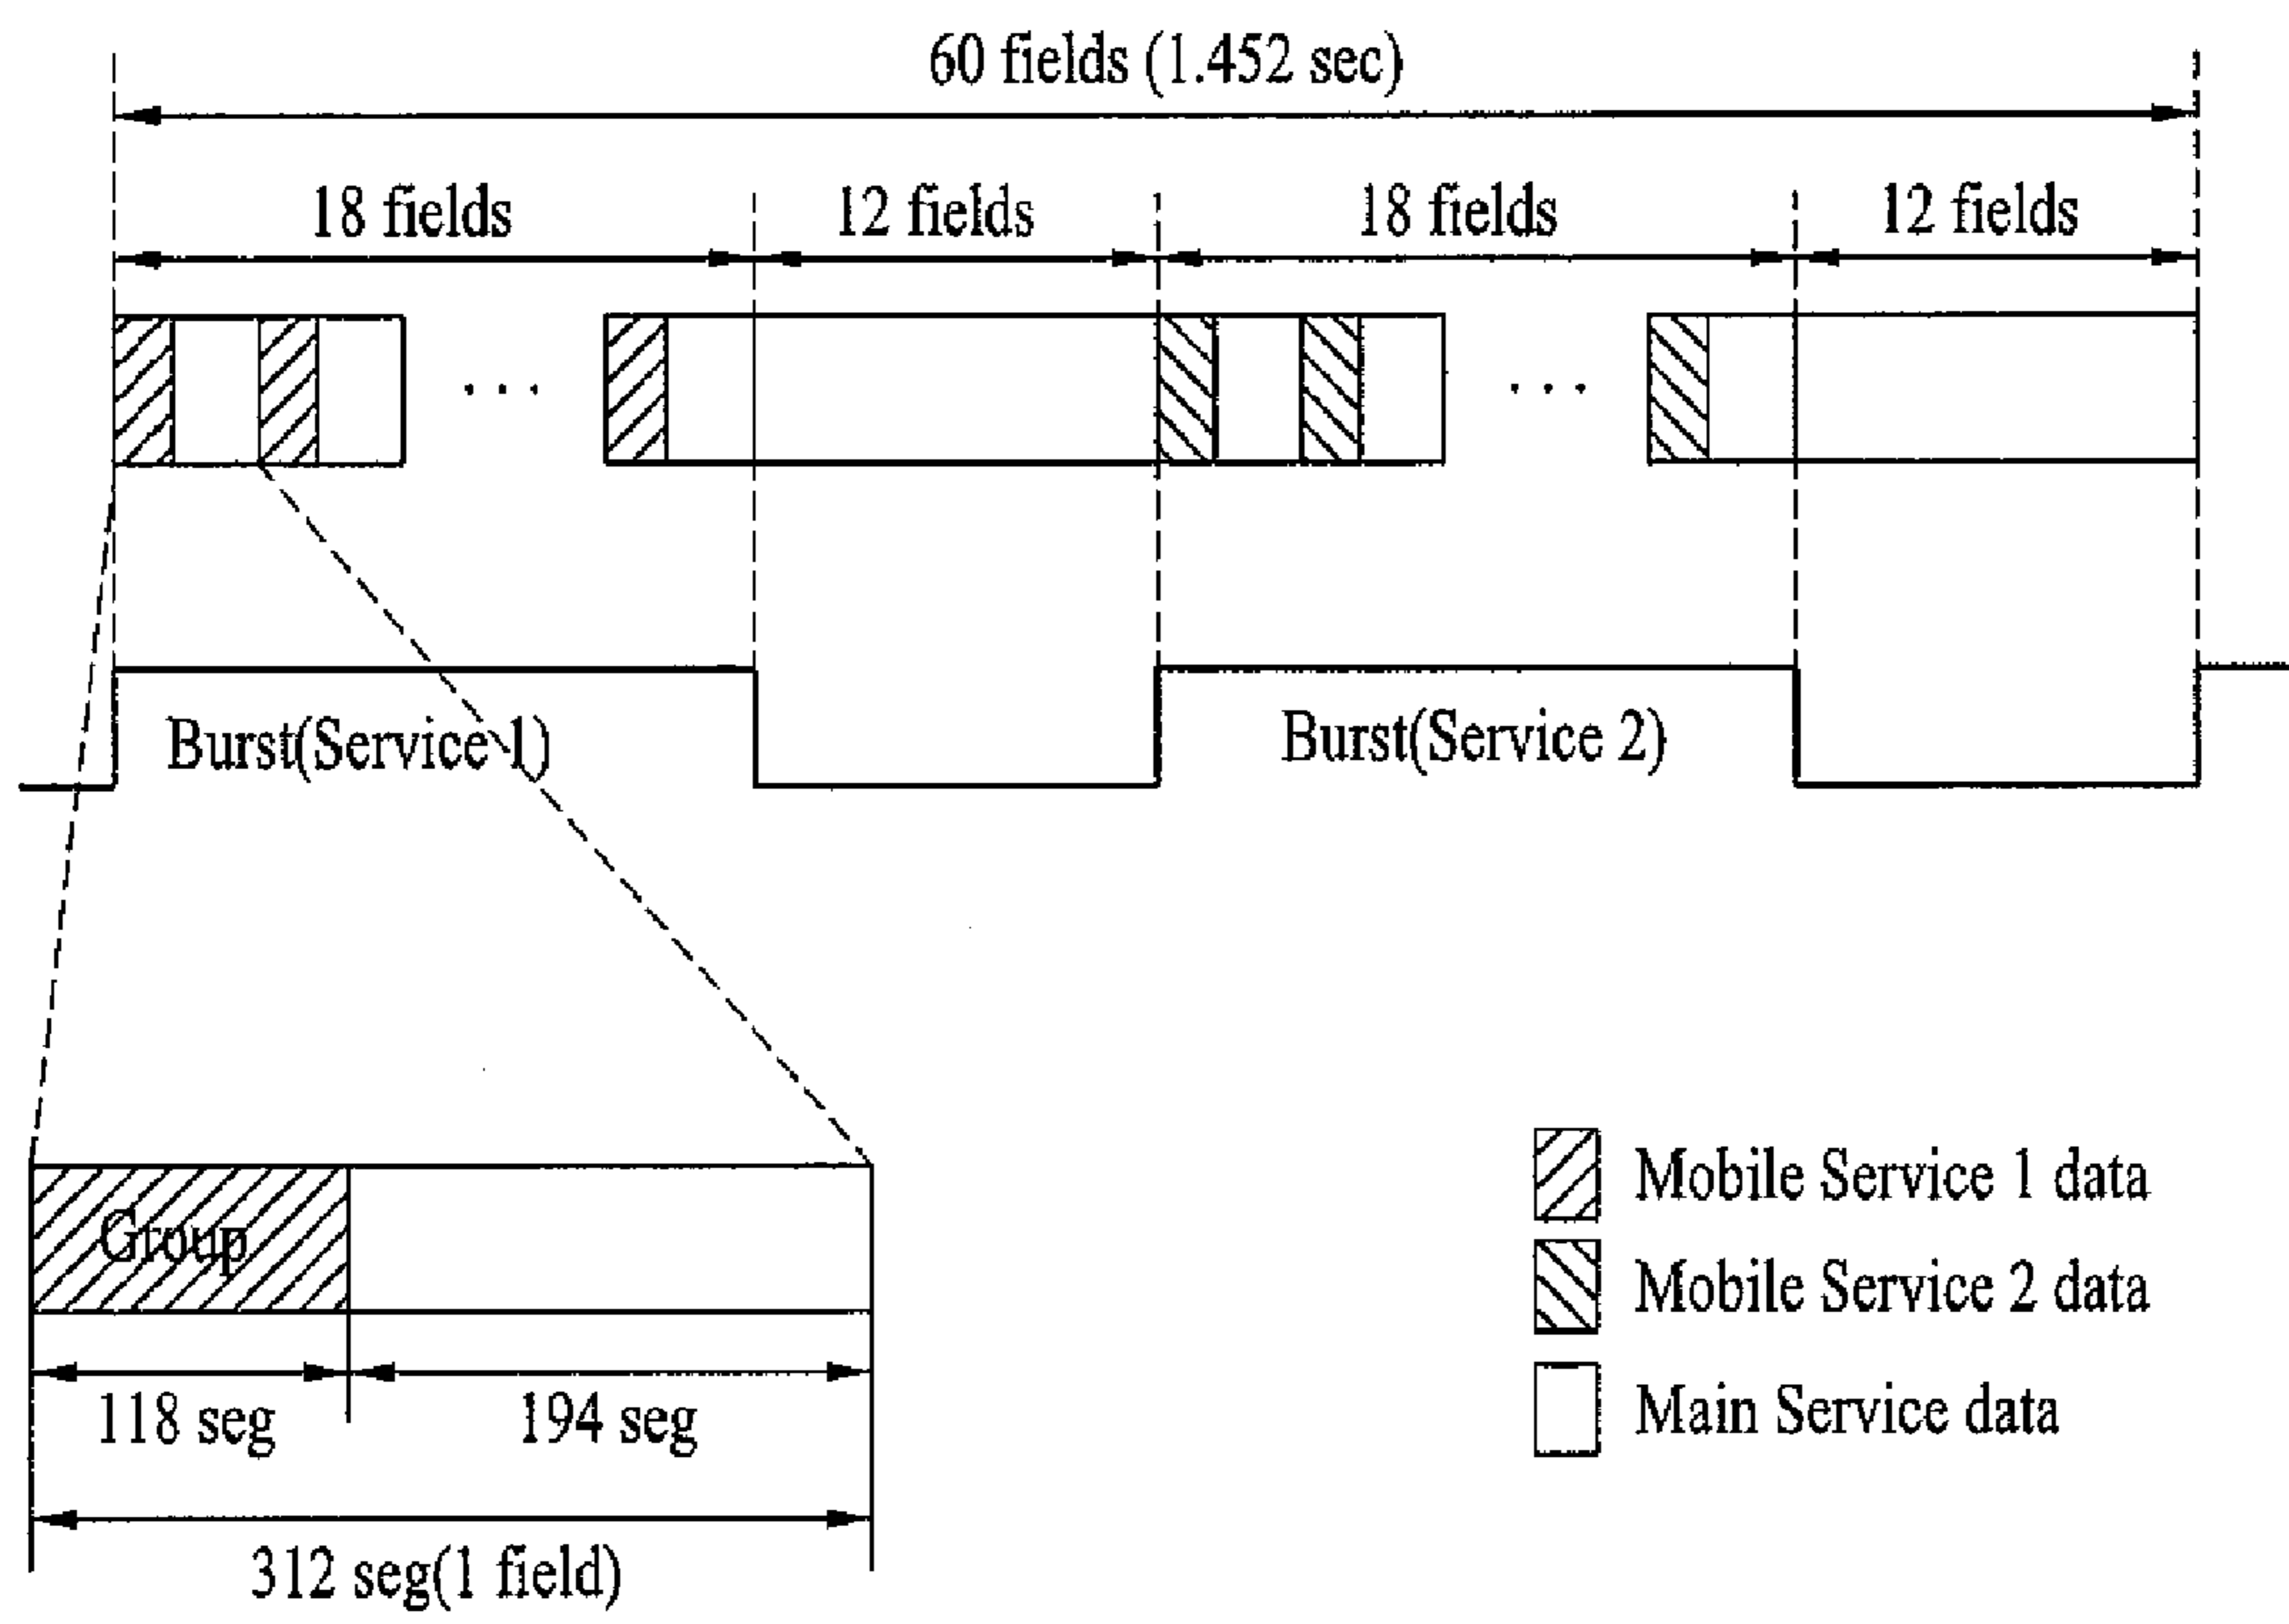 60 fields (1.452 sec)
18 fields
12 fields
18 fields
12 fields
. . .
. . .
Burst(Service 1)
Burst(Service 2)
Group
118 seg
194 seg
312 seg(1 field)
Mobile Service 1 data
Mobile Service 2 data
Main Service data